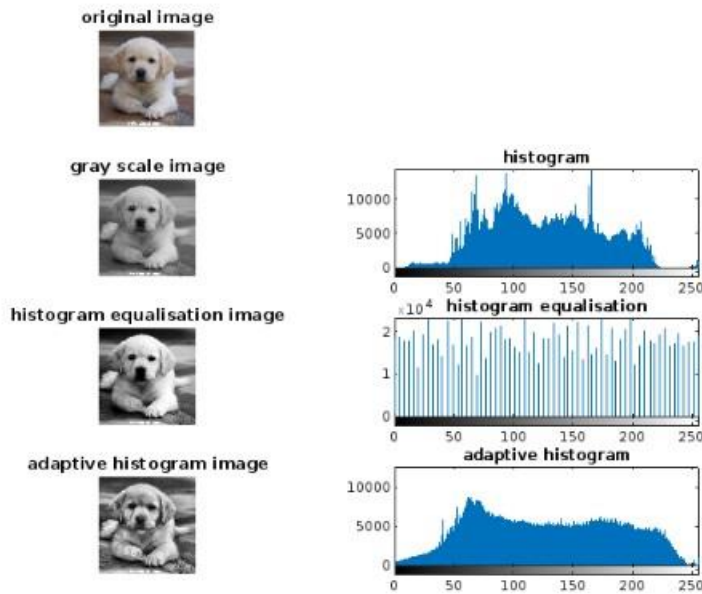 original image
gray scale image
histogram
10000
5000
0
0 50 100 150 200 250
histogram equalisation image
×10⁴
histogram equalisation
2
1
0
0 50 100 150 200 250
adaptive histogram image
adaptive histogram
10000
5000
0
0 50 100 150 200 250